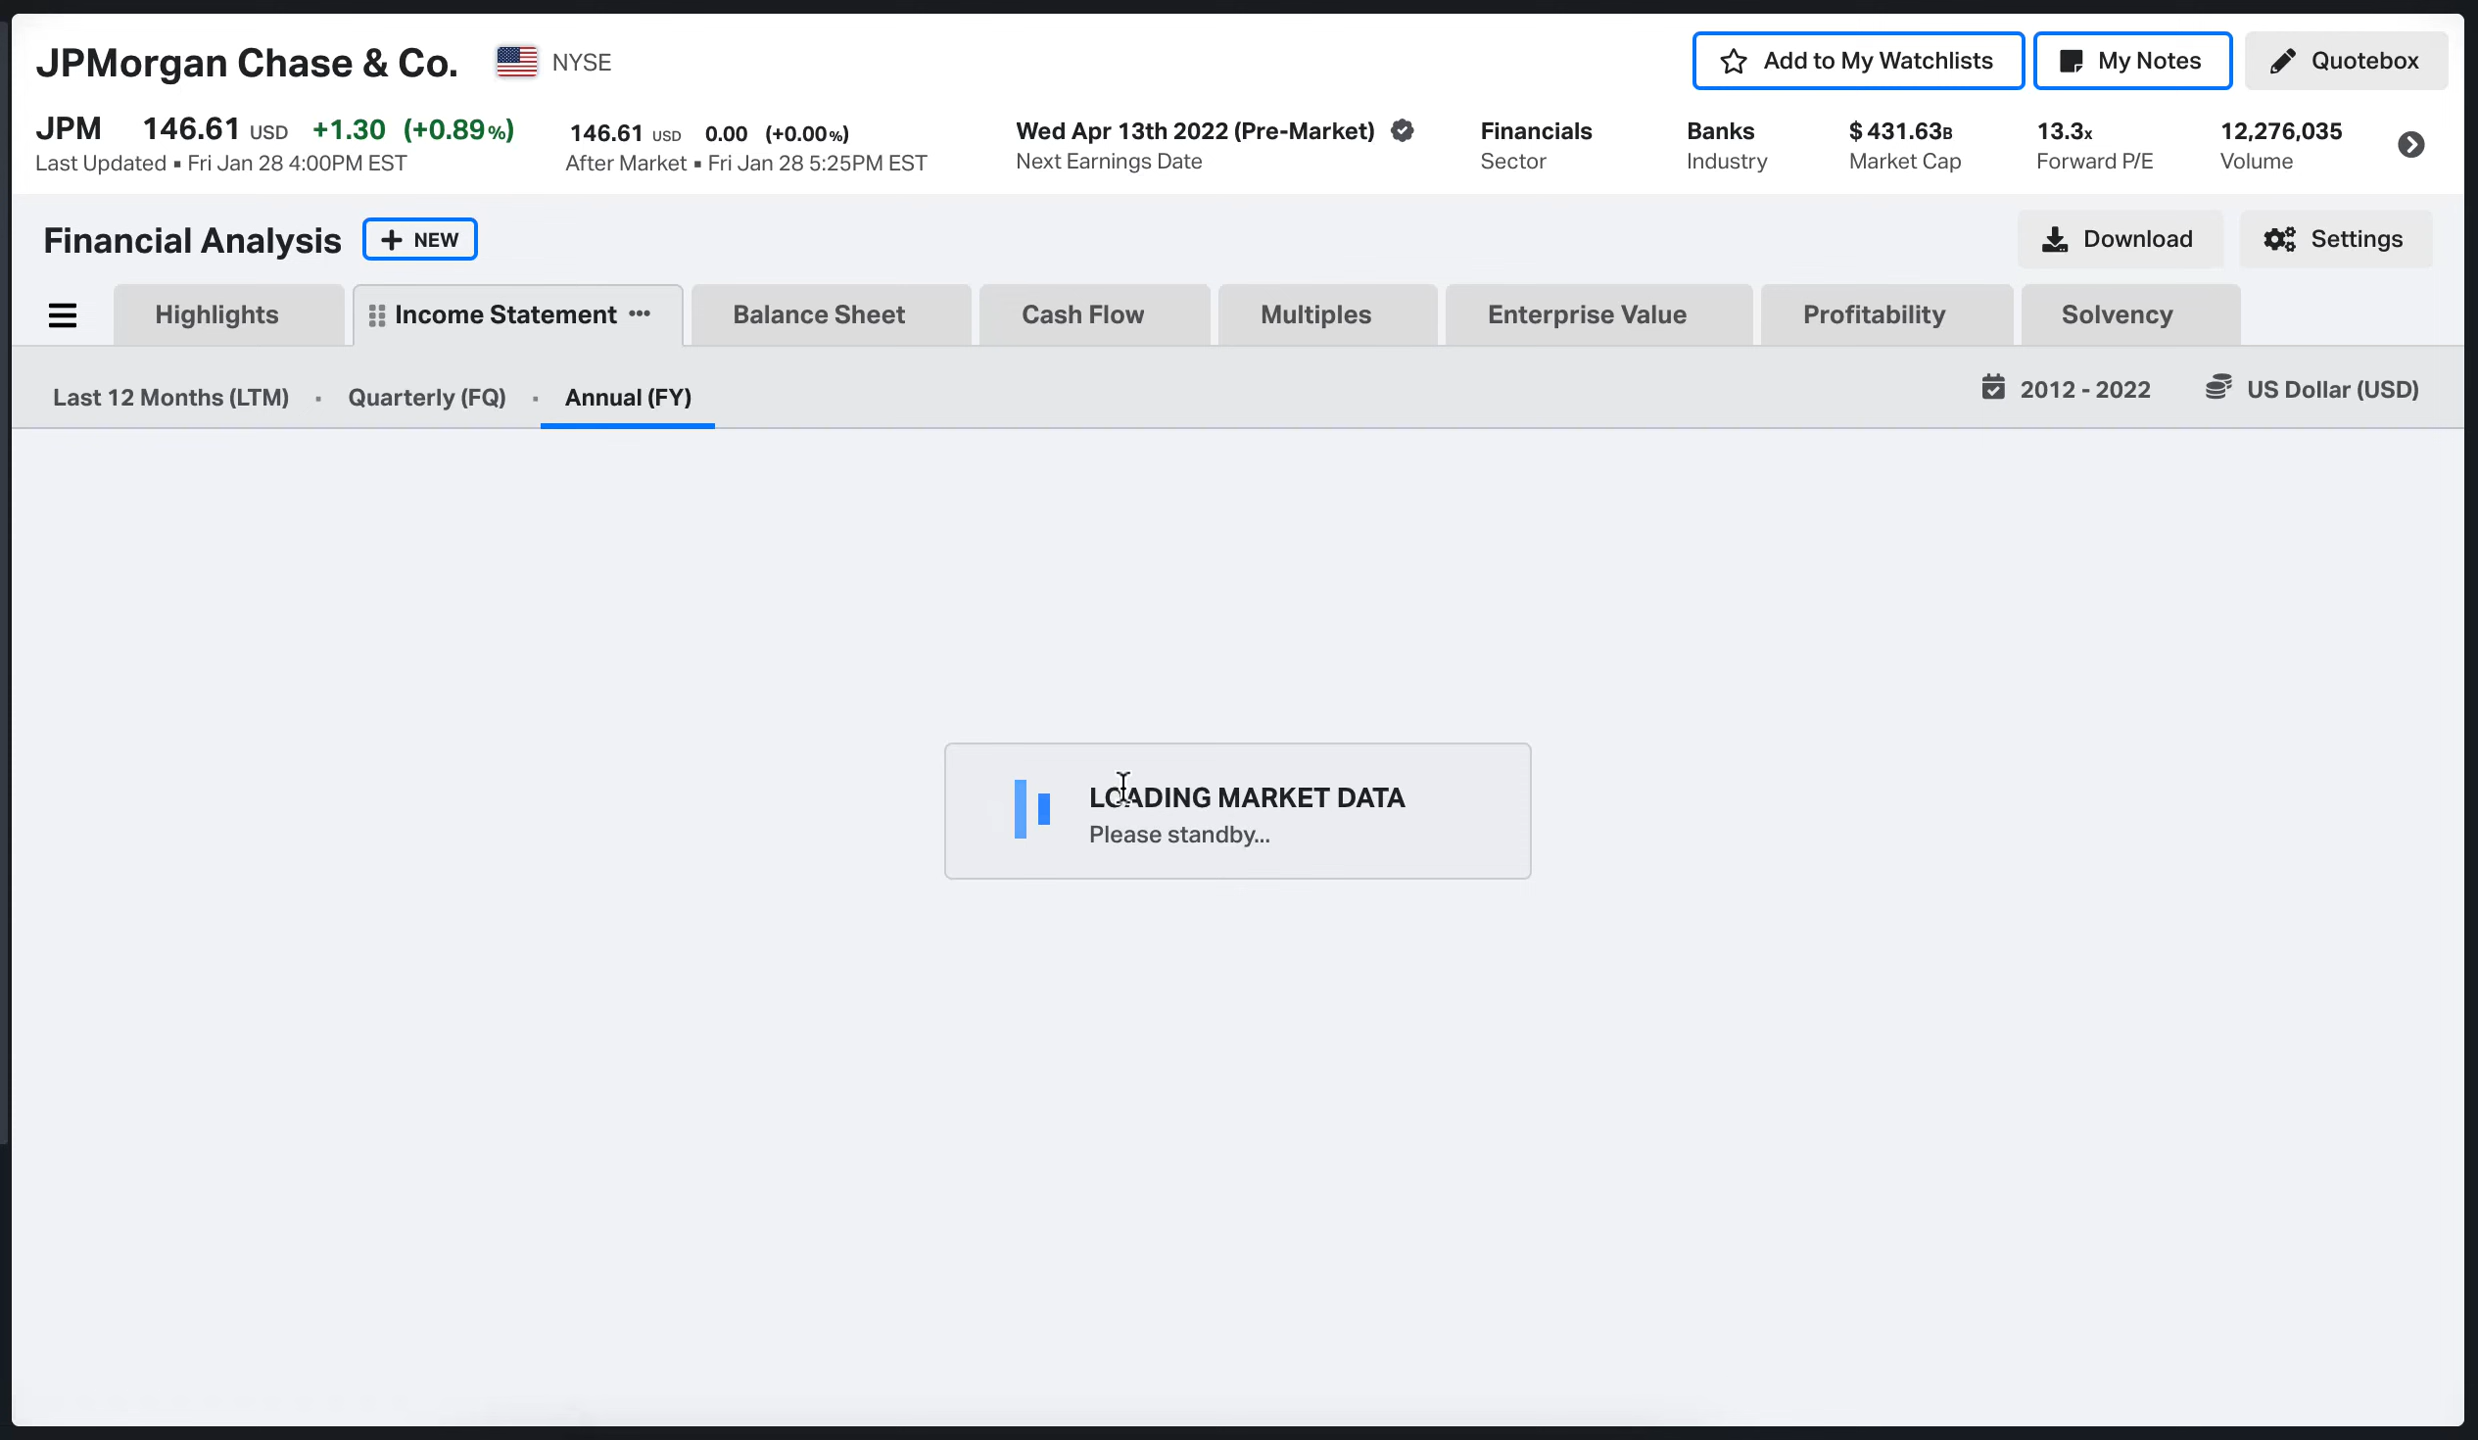 JPMorgan Chase & Co. NYSE
Add to My Watchlists My Notes Quotebox
JPM 146.61 USD +1.30 (+0.89%) 146.61 USD 0.00 (+0.00%) Wed Apr 13th 2022 (Pre-Market) Financials Banks $ 431.63B 13.3x 12,276,035
Last Updated ▪ Fri Jan 28 4:00PM EST After Market ▪ Fri Jan 28 5:25PM EST Next Earnings Date Sector Industry Market Cap Forward P/E Volume
Financial Analysis + NEW Download Settings
Highlights Income Statement ••• Balance Sheet Cash Flow Multiples Enterprise Value Profitability Solvency
Last 12 Months (LTM) · Quarterly (FQ) · Annual (FY) 2012 - 2022 US Dollar (USD)
LOADING MARKET DATA
Please standby...